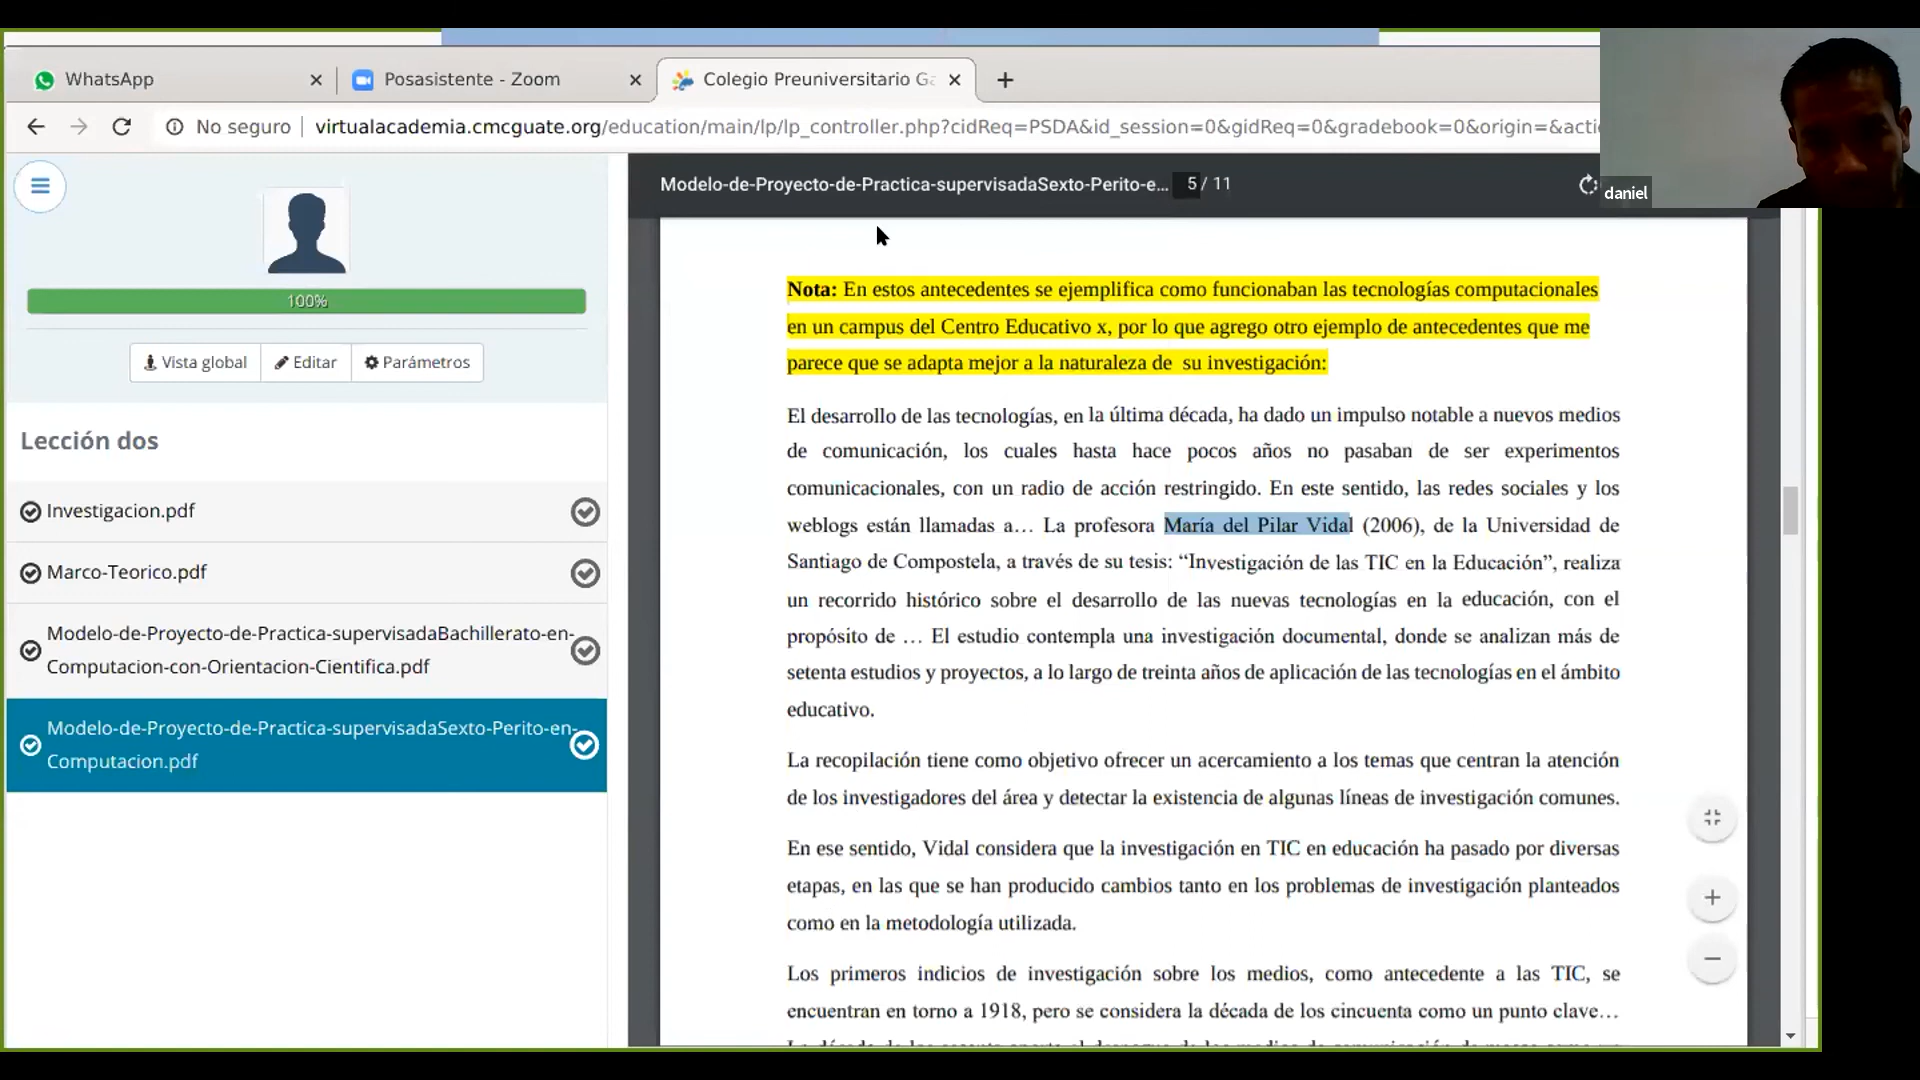 WhatsApp
Posasistente - Zoom
Colegio Preuniversitario Ga
No seguro
virtualacademia.cmcguate.org/education/main/lp/lp_controller.php?cidReq=PSDA&id_session=0&gidReq=0&gradebook=0&origin=&acti
daniel
100%
Vista global
Editar
Parámetros
Lección dos
Investigacion.pdf
Marco-Teorico.pdf
Modelo-de-Proyecto-de-Practica-supervisadaBachillerato-en-
Computacion-con-Orientacion-Cientifica.pdf
Modelo-de-Proyecto-de-Practica-supervisadaSexto-Perito-en-
Computacion.pdf
Modelo-de-Proyecto-de-Practica-supervisadaSexto-Perito-e... 5 / 11
Nota: En estos antecedentes se ejemplifica como funcionaban las tecnologías computacionales
en un campus del Centro Educativo x, por lo que agrego otro ejemplo de antecedentes que me
parece que se adapta mejor a la naturaleza de su investigación:
El desarrollo de las tecnologías, en la última década, ha dado un impulso notable a nuevos medios
de comunicación, los cuales hasta hace pocos años no pasaban de ser experimentos
comunicacionales, con un radio de acción restringido. En este sentido, las redes sociales y los
weblogs están llamadas a… La profesora María del Pilar Vidal (2006), de la Universidad de
Santiago de Compostela, a través de su tesis: “Investigación de las TIC en la Educación”, realiza
un recorrido histórico sobre el desarrollo de las nuevas tecnologías en la educación, con el
propósito de … El estudio contempla una investigación documental, donde se analizan más de
setenta estudios y proyectos, a lo largo de treinta años de aplicación de las tecnologías en el ámbito
educativo.
La recopilación tiene como objetivo ofrecer un acercamiento a los temas que centran la atención
de los investigadores del área y detectar la existencia de algunas líneas de investigación comunes.
En ese sentido, Vidal considera que la investigación en TIC en educación ha pasado por diversas
etapas, en las que se han producido cambios tanto en los problemas de investigación planteados
como en la metodología utilizada.
Los primeros indicios de investigación sobre los medios, como antecedente a las TIC, se
encuentran en torno a 1918, pero se considera la década de los cincuenta como un punto clave…